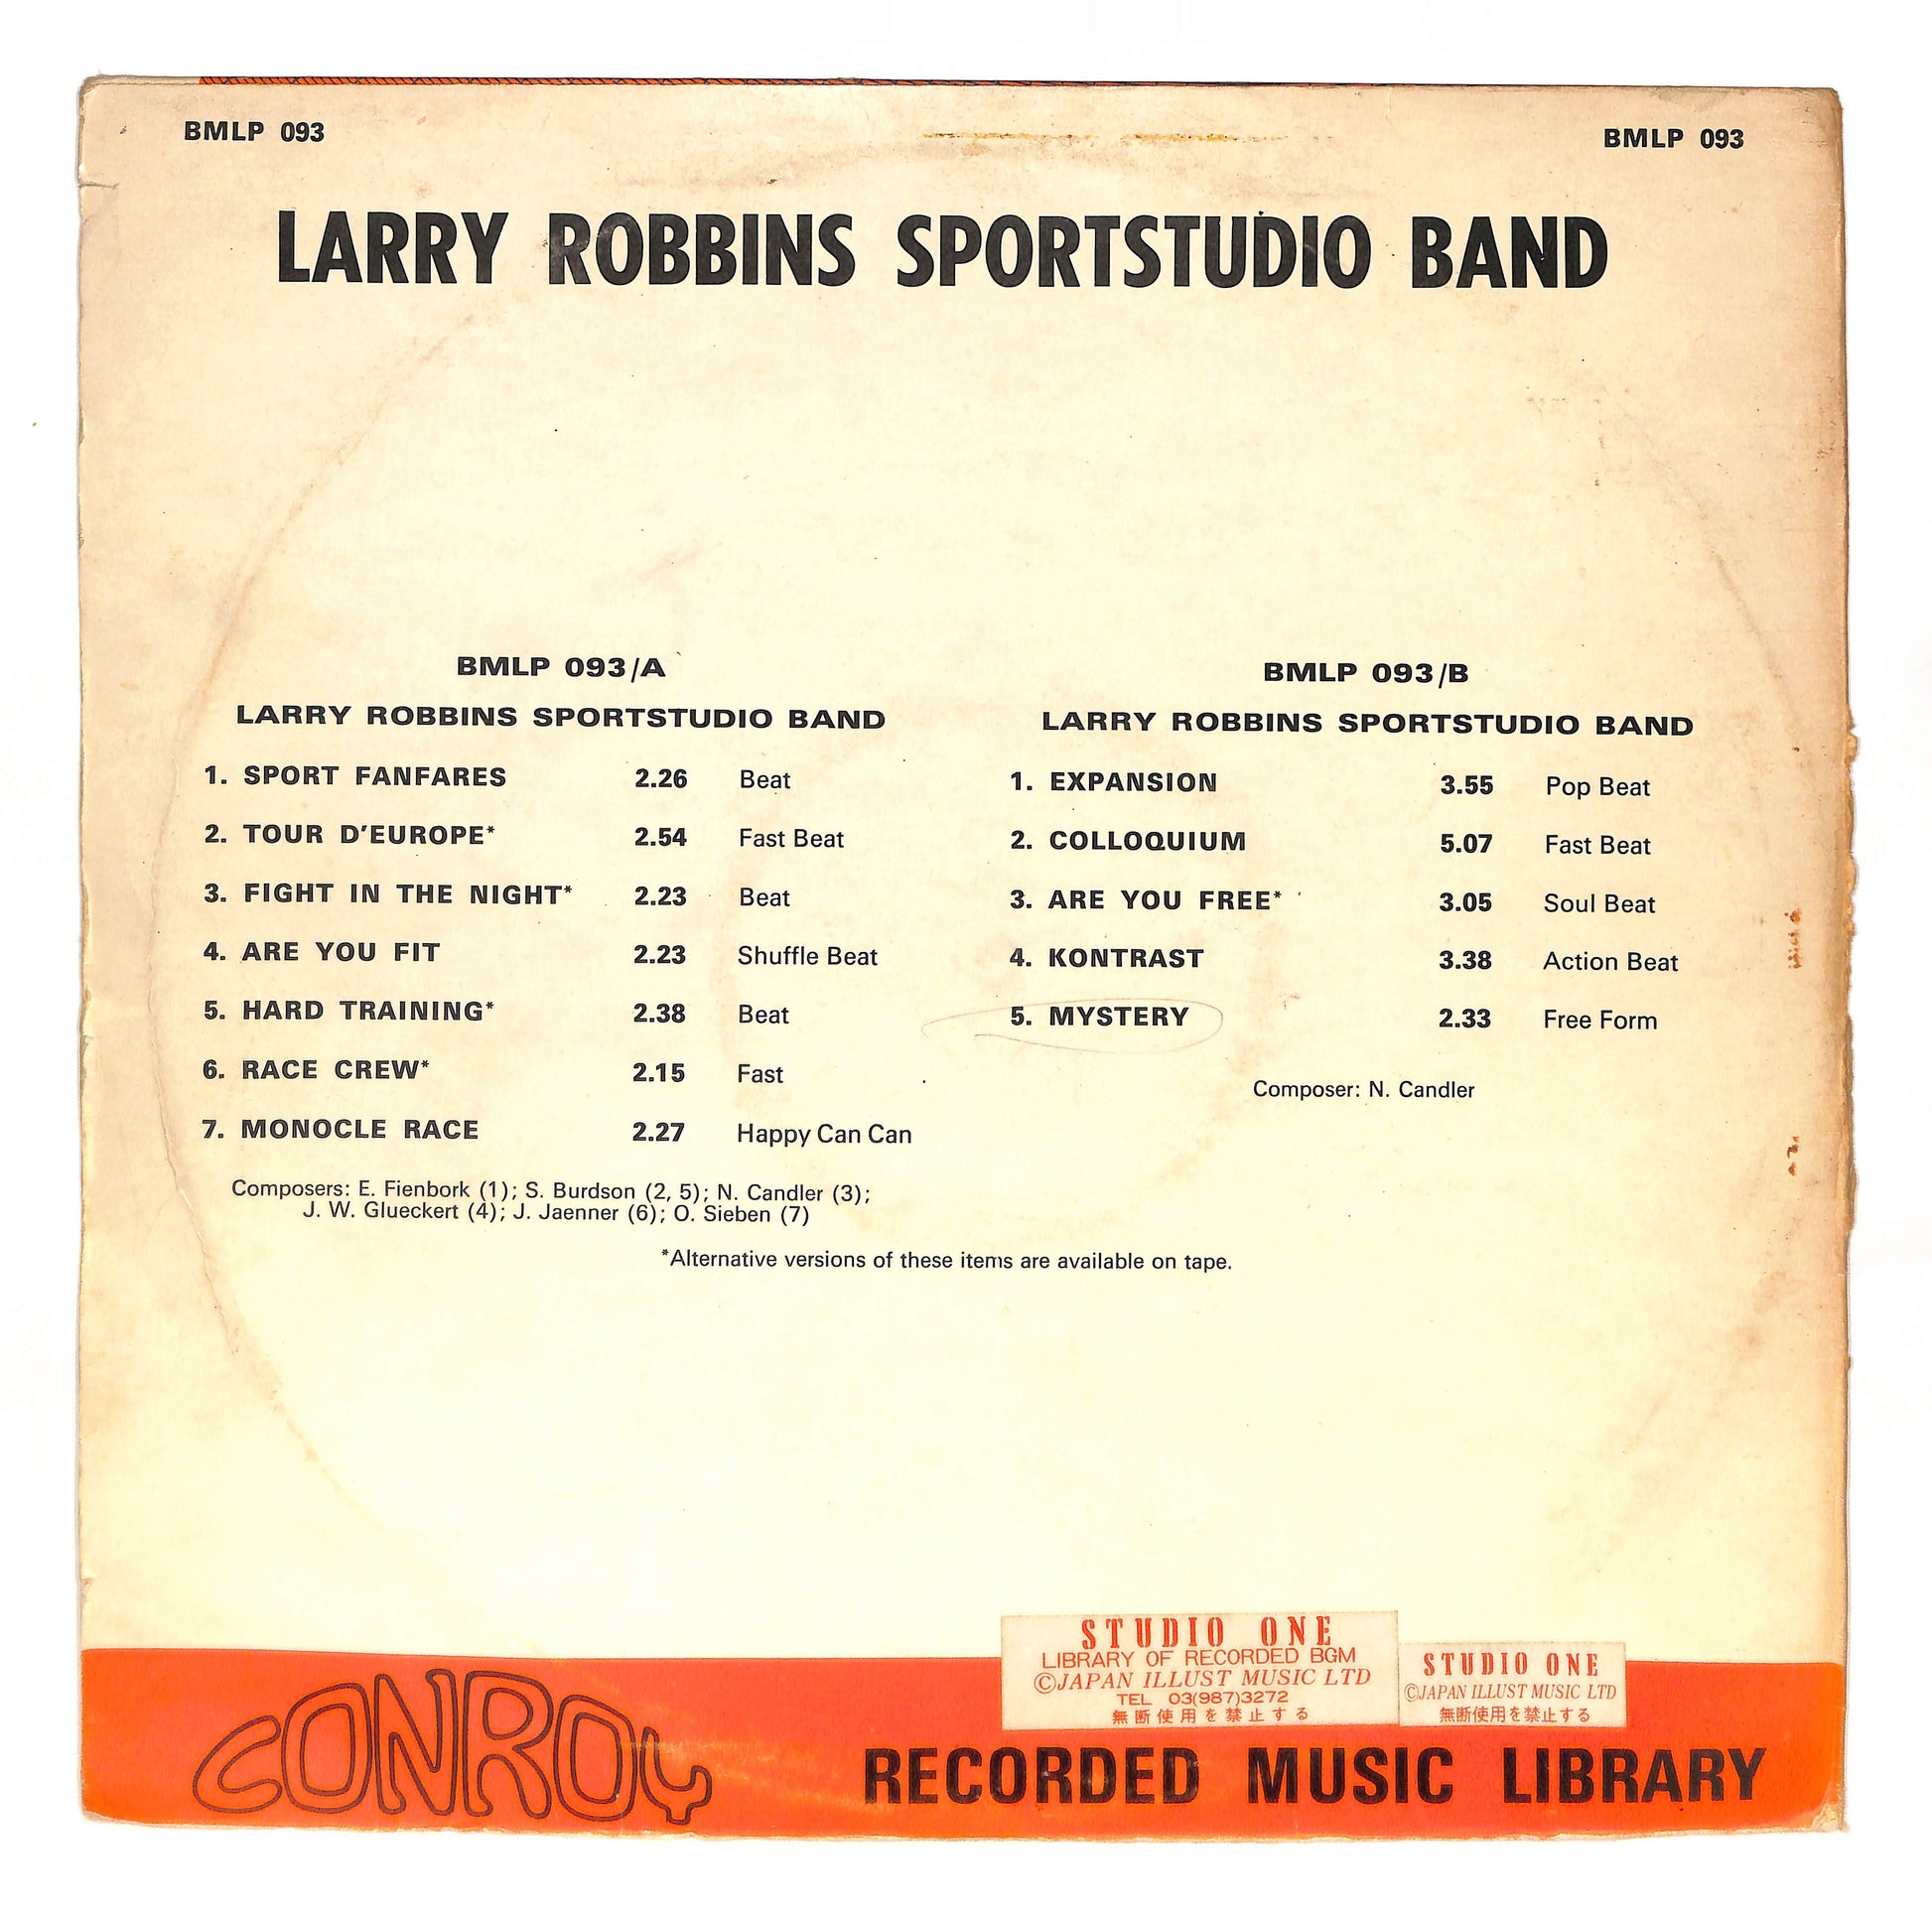 BMLP 093
BMLP 093
LARRY ROBBINS SPORTSTUDIO BAND
BMLP 093/A
LARRY ROBBINS SPORTSTUDIO BAND
1. SPORT FANFARES 2.26 Beat
2. TOUR D'EUROPE* 2.54 Fast Beat
3. FIGHT IN THE NIGHT* 2.23 Beat
4. ARE YOU FIT 2.23 Shuffle Beat
5. HARD TRAINING* 2.38 Beat
6. RACE CREW* 2.15 Fast
7. MONOCLE RACE 2.27 Happy Can Can
Composers: E. Fienbork (1); S. Burdson (2, 5); N. Candler (3);
J. W. Glueckert (4); J. Jaenner (6); O. Sieben (7)
BMLP 093/B
LARRY ROBBINS SPORTSTUDIO BAND
1. EXPANSION 3.55 Pop Beat
2. COLLOQUIUM 5.07 Fast Beat
3. ARE YOU FREE* 3.05 Soul Beat
4. KONTRAST 3.38 Action Beat
5. MYSTERY 2.33 Free Form
Composer: N. Candler
*Alternative versions of these items are available on tape.
STUDIO ONE
LIBRARY OF RECORDED BGM
©JAPAN ILLUST MUSIC LTD
TEL 03(987)3272
無断使用を禁止する
STUDIO ONE
©JAPAN ILLUST MUSIC LTD
無断使用を禁止する
CONROY
RECORDED MUSIC LIBRARY